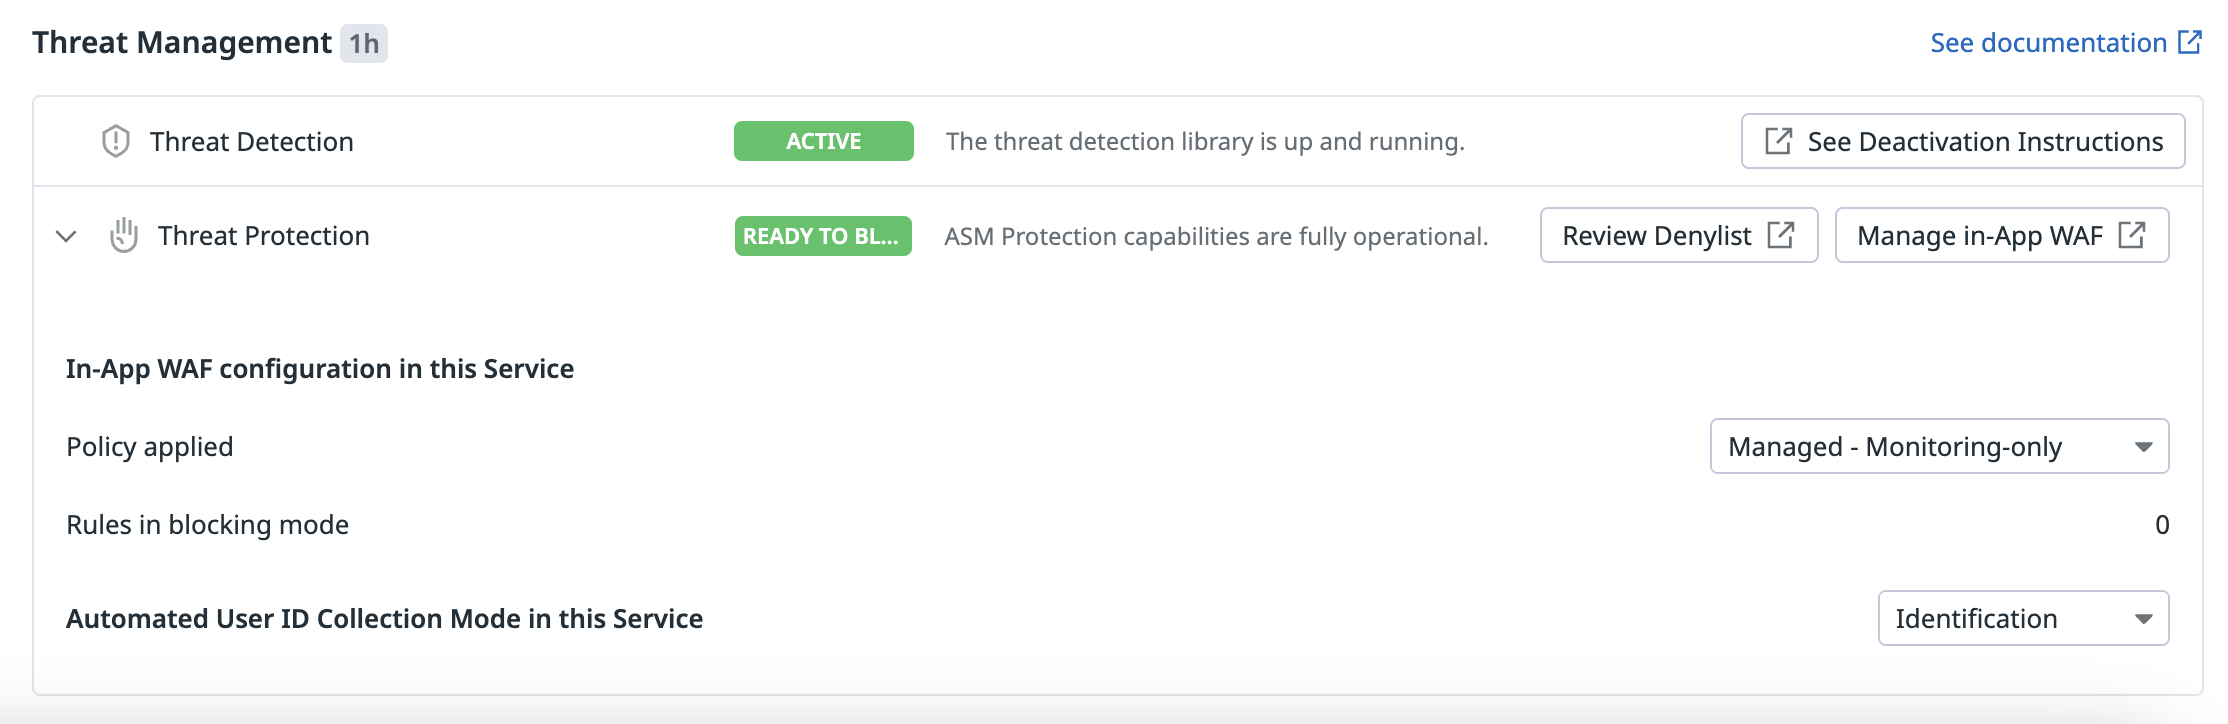 Threat Management 1h See documentation
Threat Detection ACTIVE The threat detection library is up and running. See Deactivation Instructions
Threat Protection READY TO BL... ASM Protection capabilities are fully operational. Review Denylist Manage in-App WAF
In-App WAF configuration in this Service
Policy applied Managed - Monitoring-only
Rules in blocking mode 0
Automated User ID Collection Mode in this Service Identification